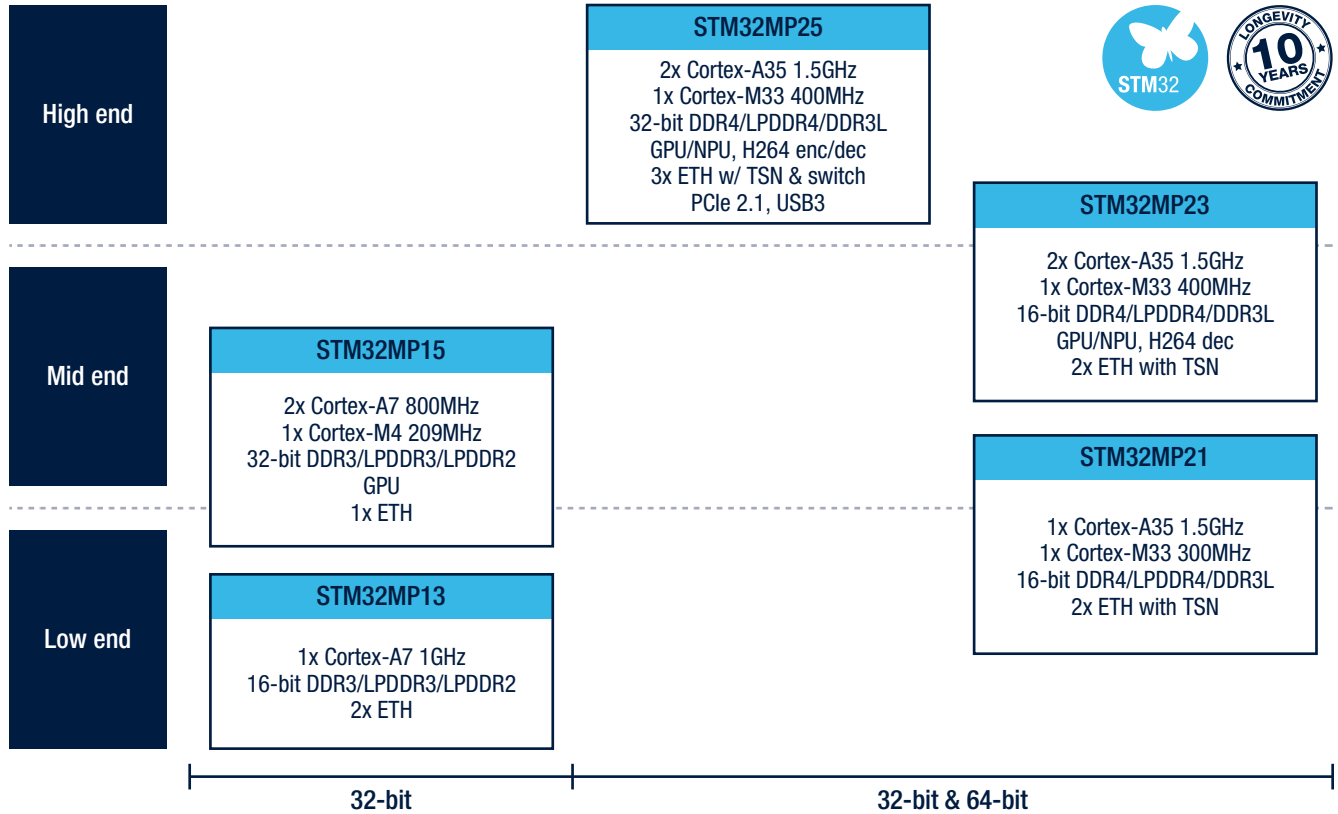 High end
STM32MP25
2x Cortex-A35 1.5GHz
1x Cortex-M33 400MHz
32-bit DDR4/LPDDR4/DDR3L
GPU/NPU, H264 enc/dec
3x ETH w/ TSN & switch
PCIe 2.1, USB3
STM32
LONGEVITY
10
YEARS
COMMITMENT
STM32MP23
2x Cortex-A35 1.5GHz
1x Cortex-M33 400MHz
16-bit DDR4/LPDDR4/DDR3L
GPU/NPU, H264 dec
2x ETH with TSN
Mid end
STM32MP15
2x Cortex-A7 800MHz
1x Cortex-M4 209MHz
32-bit DDR3/LPDDR3/LPDDR2
GPU
1x ETH
STM32MP21
1x Cortex-A35 1.5GHz
1x Cortex-M33 300MHz
16-bit DDR4/LPDDR4/DDR3L
2x ETH with TSN
Low end
STM32MP13
1x Cortex-A7 1GHz
16-bit DDR3/LPDDR3/LPDDR2
2x ETH
32-bit
32-bit & 64-bit